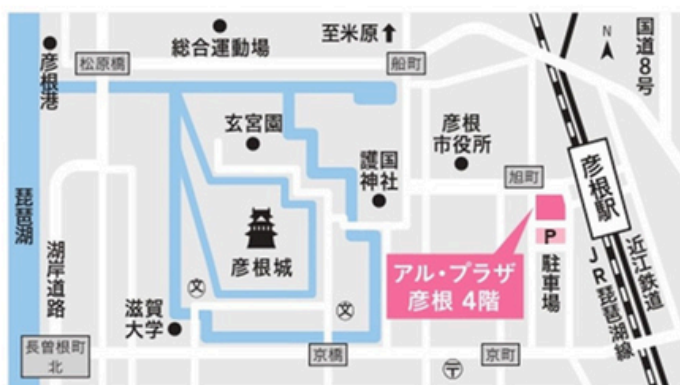 総合運動場
至米原↑
N
国道8号
彦根港
松原橋
船町
玄宮園
彦根
市役所
護国
神社
旭町
彦根駅
琵琶湖
湖岸道路
彦根城
アル・プラザ
彦根 4階
P
駐車場
近江鉄道
JR琵琶湖線
文
文
滋賀
大学
長曽根町
北
京橋
〒
京町